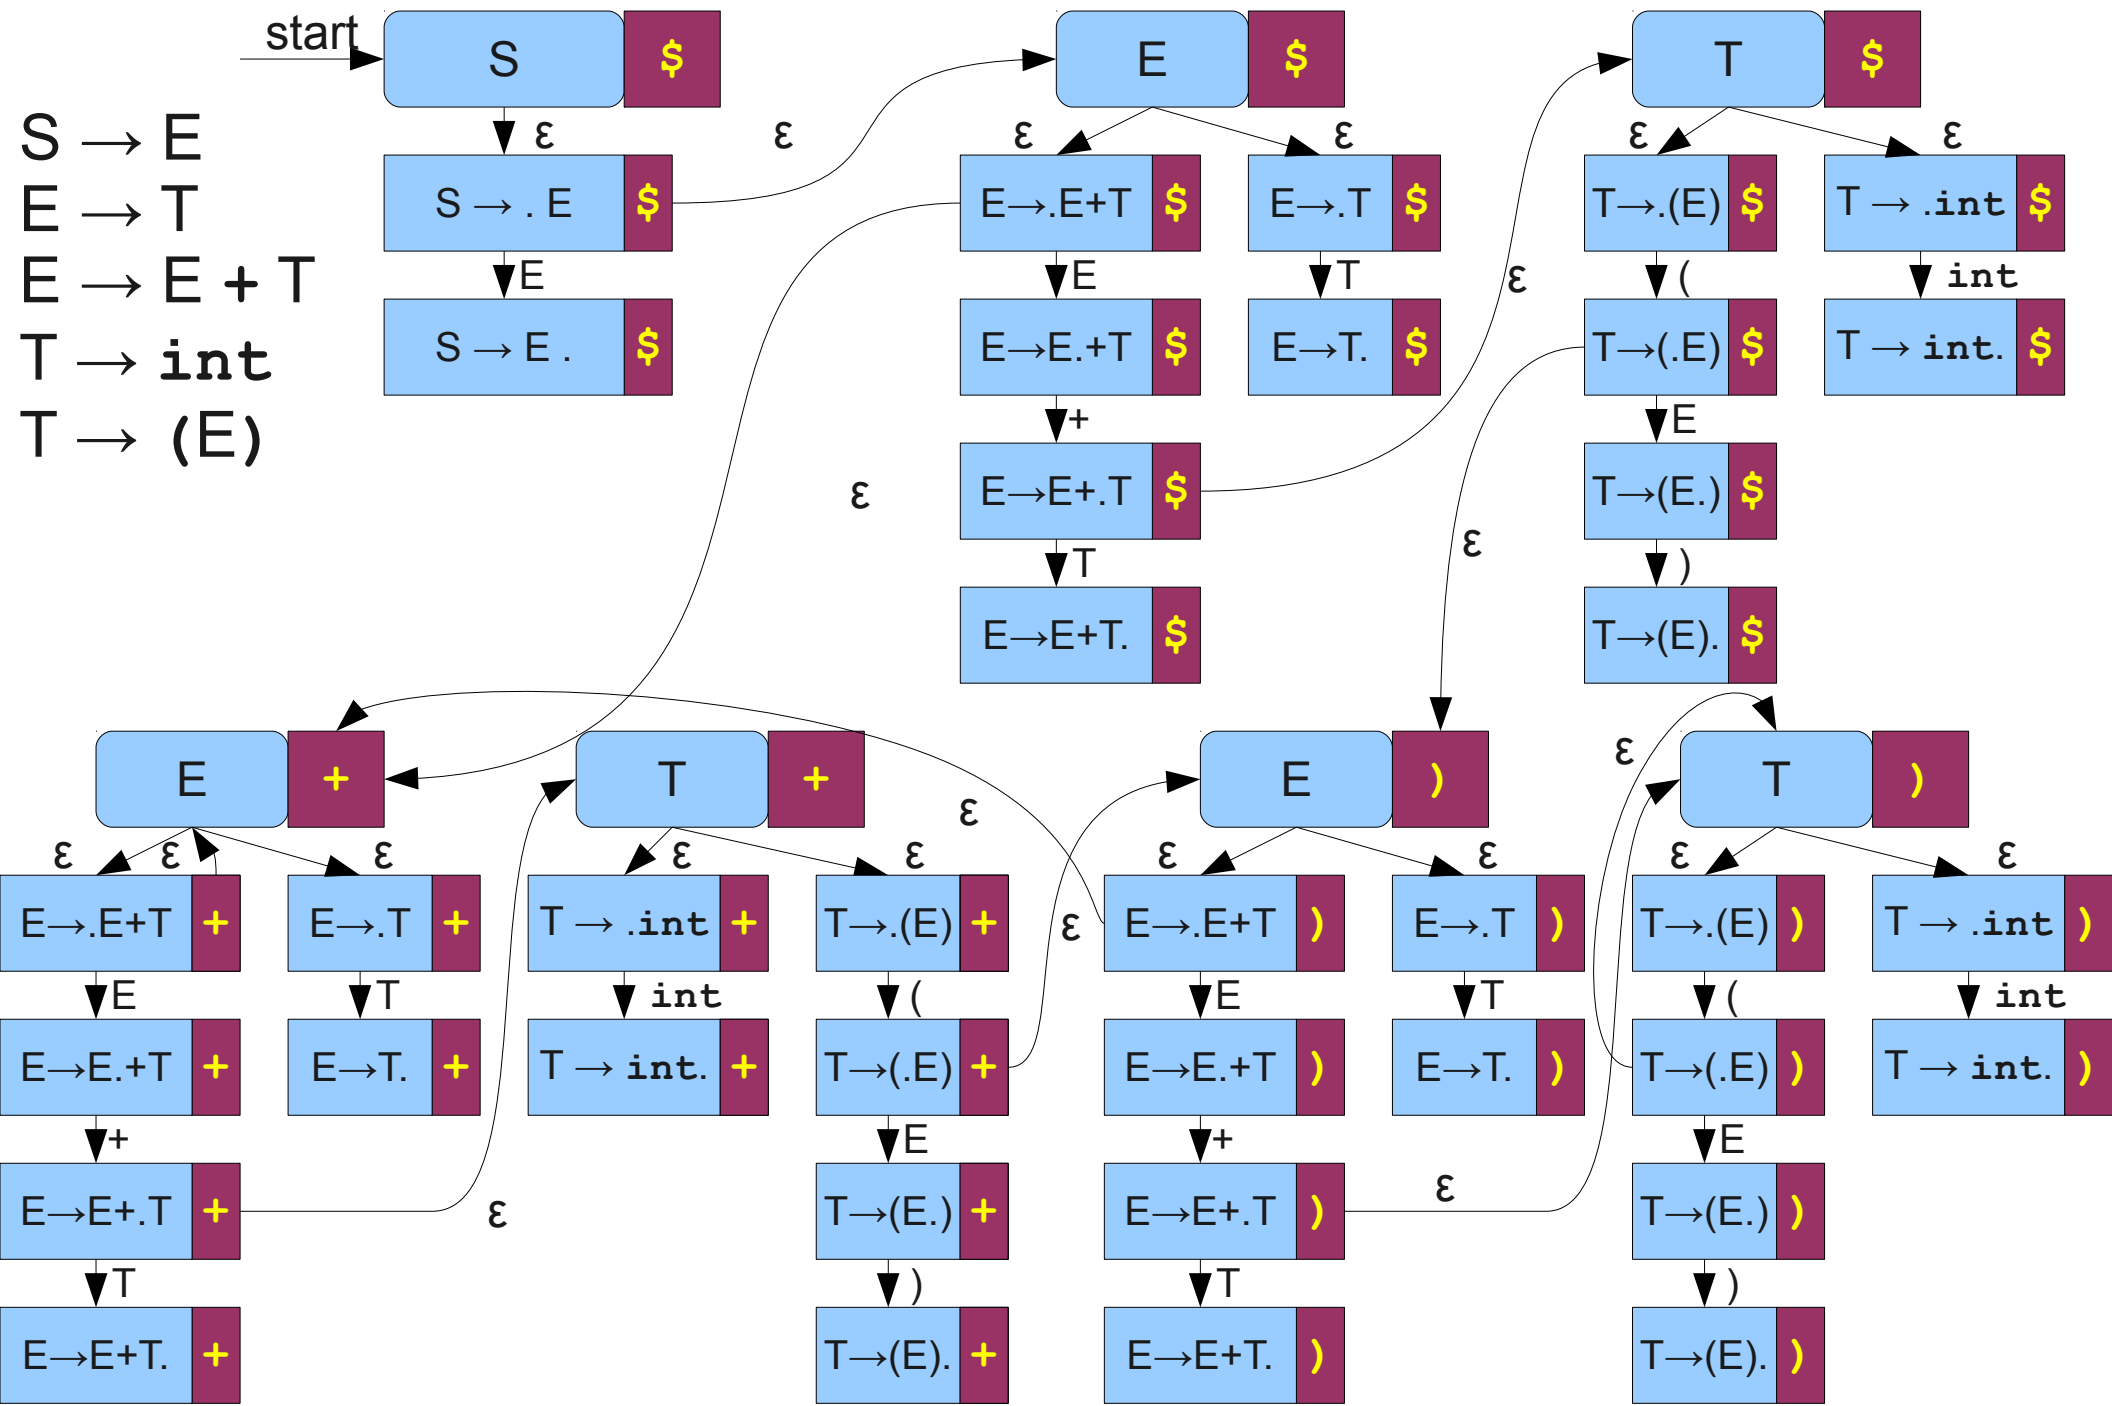 start
S $
E $
T $
S → E
E → T
E → E + T
T → int
T → (E)
ε
ε
ε
ε
ε
ε
S → . E $
E→.E+T $
E→.T $
T→.(E) $
T → .int $
E
E
T
ε
(
int
S → E . $
E→E.+T $
E→T. $
T→(.E) $
T → int. $
+
E
ε
E→E+.T $
T→(E.) $
ε
T
)
E→E+T. $
T→(E). $
E +
T +
E )
T )
ε
ε
ε
ε
ε
ε
ε
ε
ε
ε
ε
ε
E→.E+T +
E→.T +
T → .int +
T→.(E) +
ε
E→.E+T )
E→.T )
T→.(E) )
T → .int )
E
T
int
(
E
T
(
int
E→E.+T +
E→T. +
T → int. +
T→(.E) +
E→E.+T )
E→T. )
T→(.E) )
T → int. )
+
E
+
E
E→E+.T +
ε
T→(E.) +
E→E+.T )
ε
T→(E.) )
T
)
T
)
E→E+T. +
T→(E). +
E→E+T. )
T→(E). )